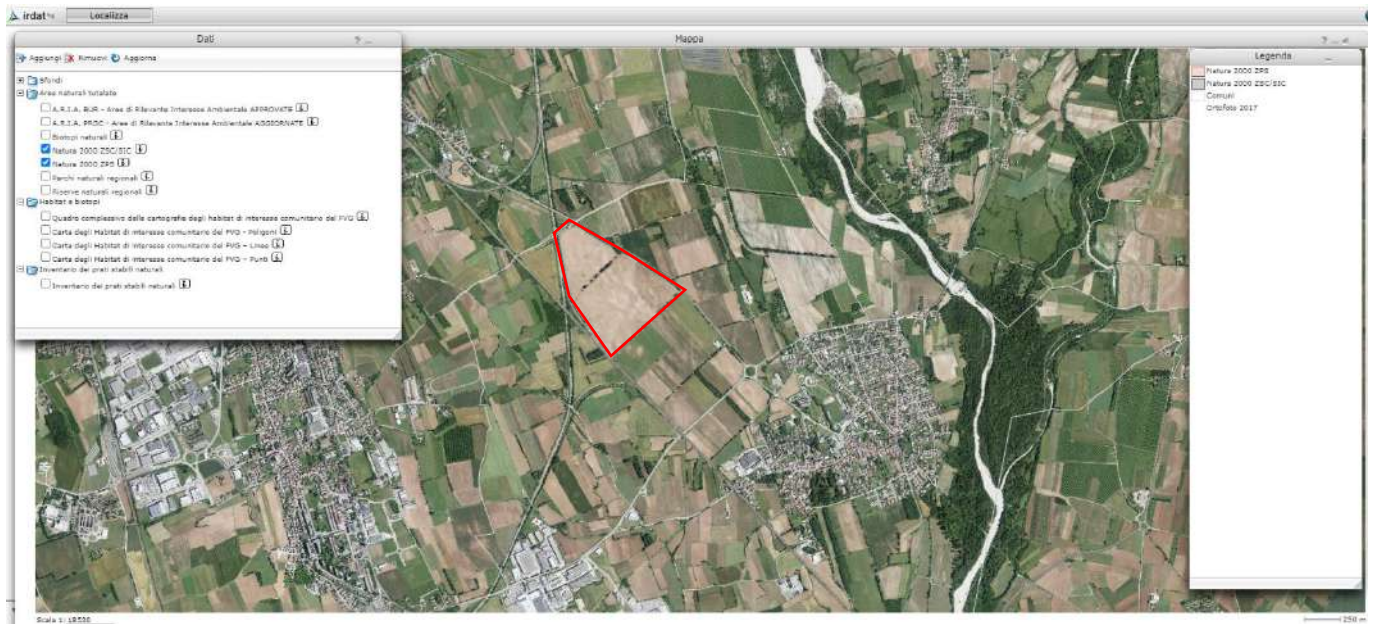 irdat fvg Localizza
Dati
Mappa
Legenda
Aggiungi Rimuovi Aggiorna
Sfondi
Aree naturali tutelate
A.R.I.A. BUR - Aree di Rilevante Interesse Ambientale APPROVATE
A.R.I.A. PRGC - Aree di Rilevante Interesse Ambientale AGGIORNATE
Biotopi naturali
Natura 2000 ZSC/SIC
Natura 2000 ZPS
Parchi naturali regionali
Riserve naturali regionali
Habitat e biotopi
Quadro complessivo delle cartografie degli habitat di interesse comunitario del FVG
Carta degli Habitat di interesse comunitario del FVG - Poligoni
Carta degli Habitat di interesse comunitario del FVG - Linee
Carta degli Habitat di interesse comunitario del FVG - Punti
Inventario dei prati stabili naturali
Inventario dei prati stabili naturali
Natura 2000 ZPS
Natura 2000 ZSC/SIC
Comuni
Ortofoto 2017
250 m